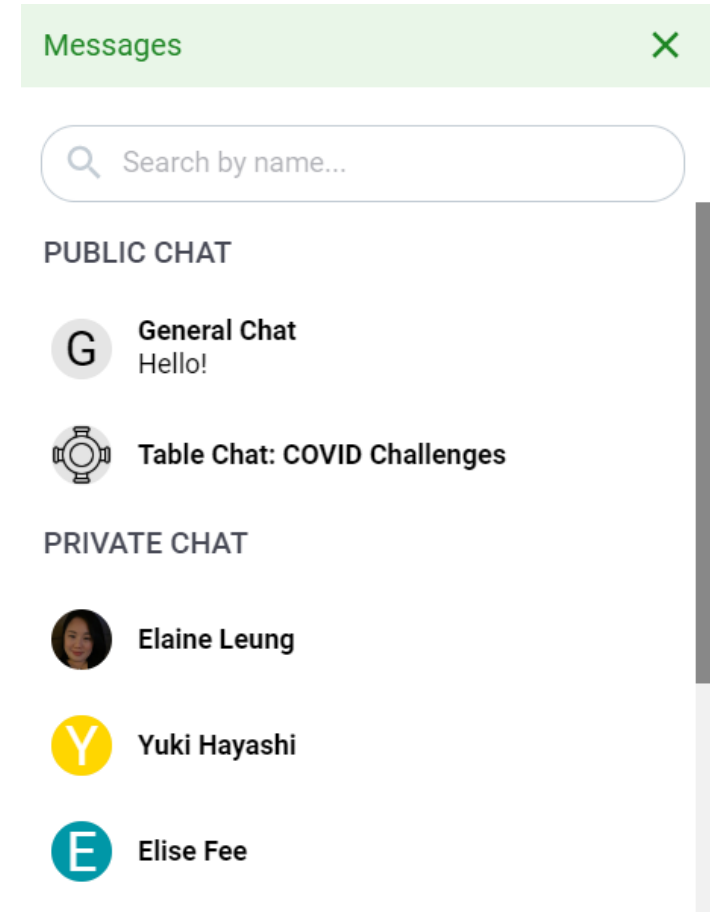 Messages
Search by name...
PUBLIC CHAT
G
General Chat
Hello!
Table Chat: COVID Challenges
PRIVATE CHAT
Elaine Leung
Y
Yuki Hayashi
E
Elise Fee